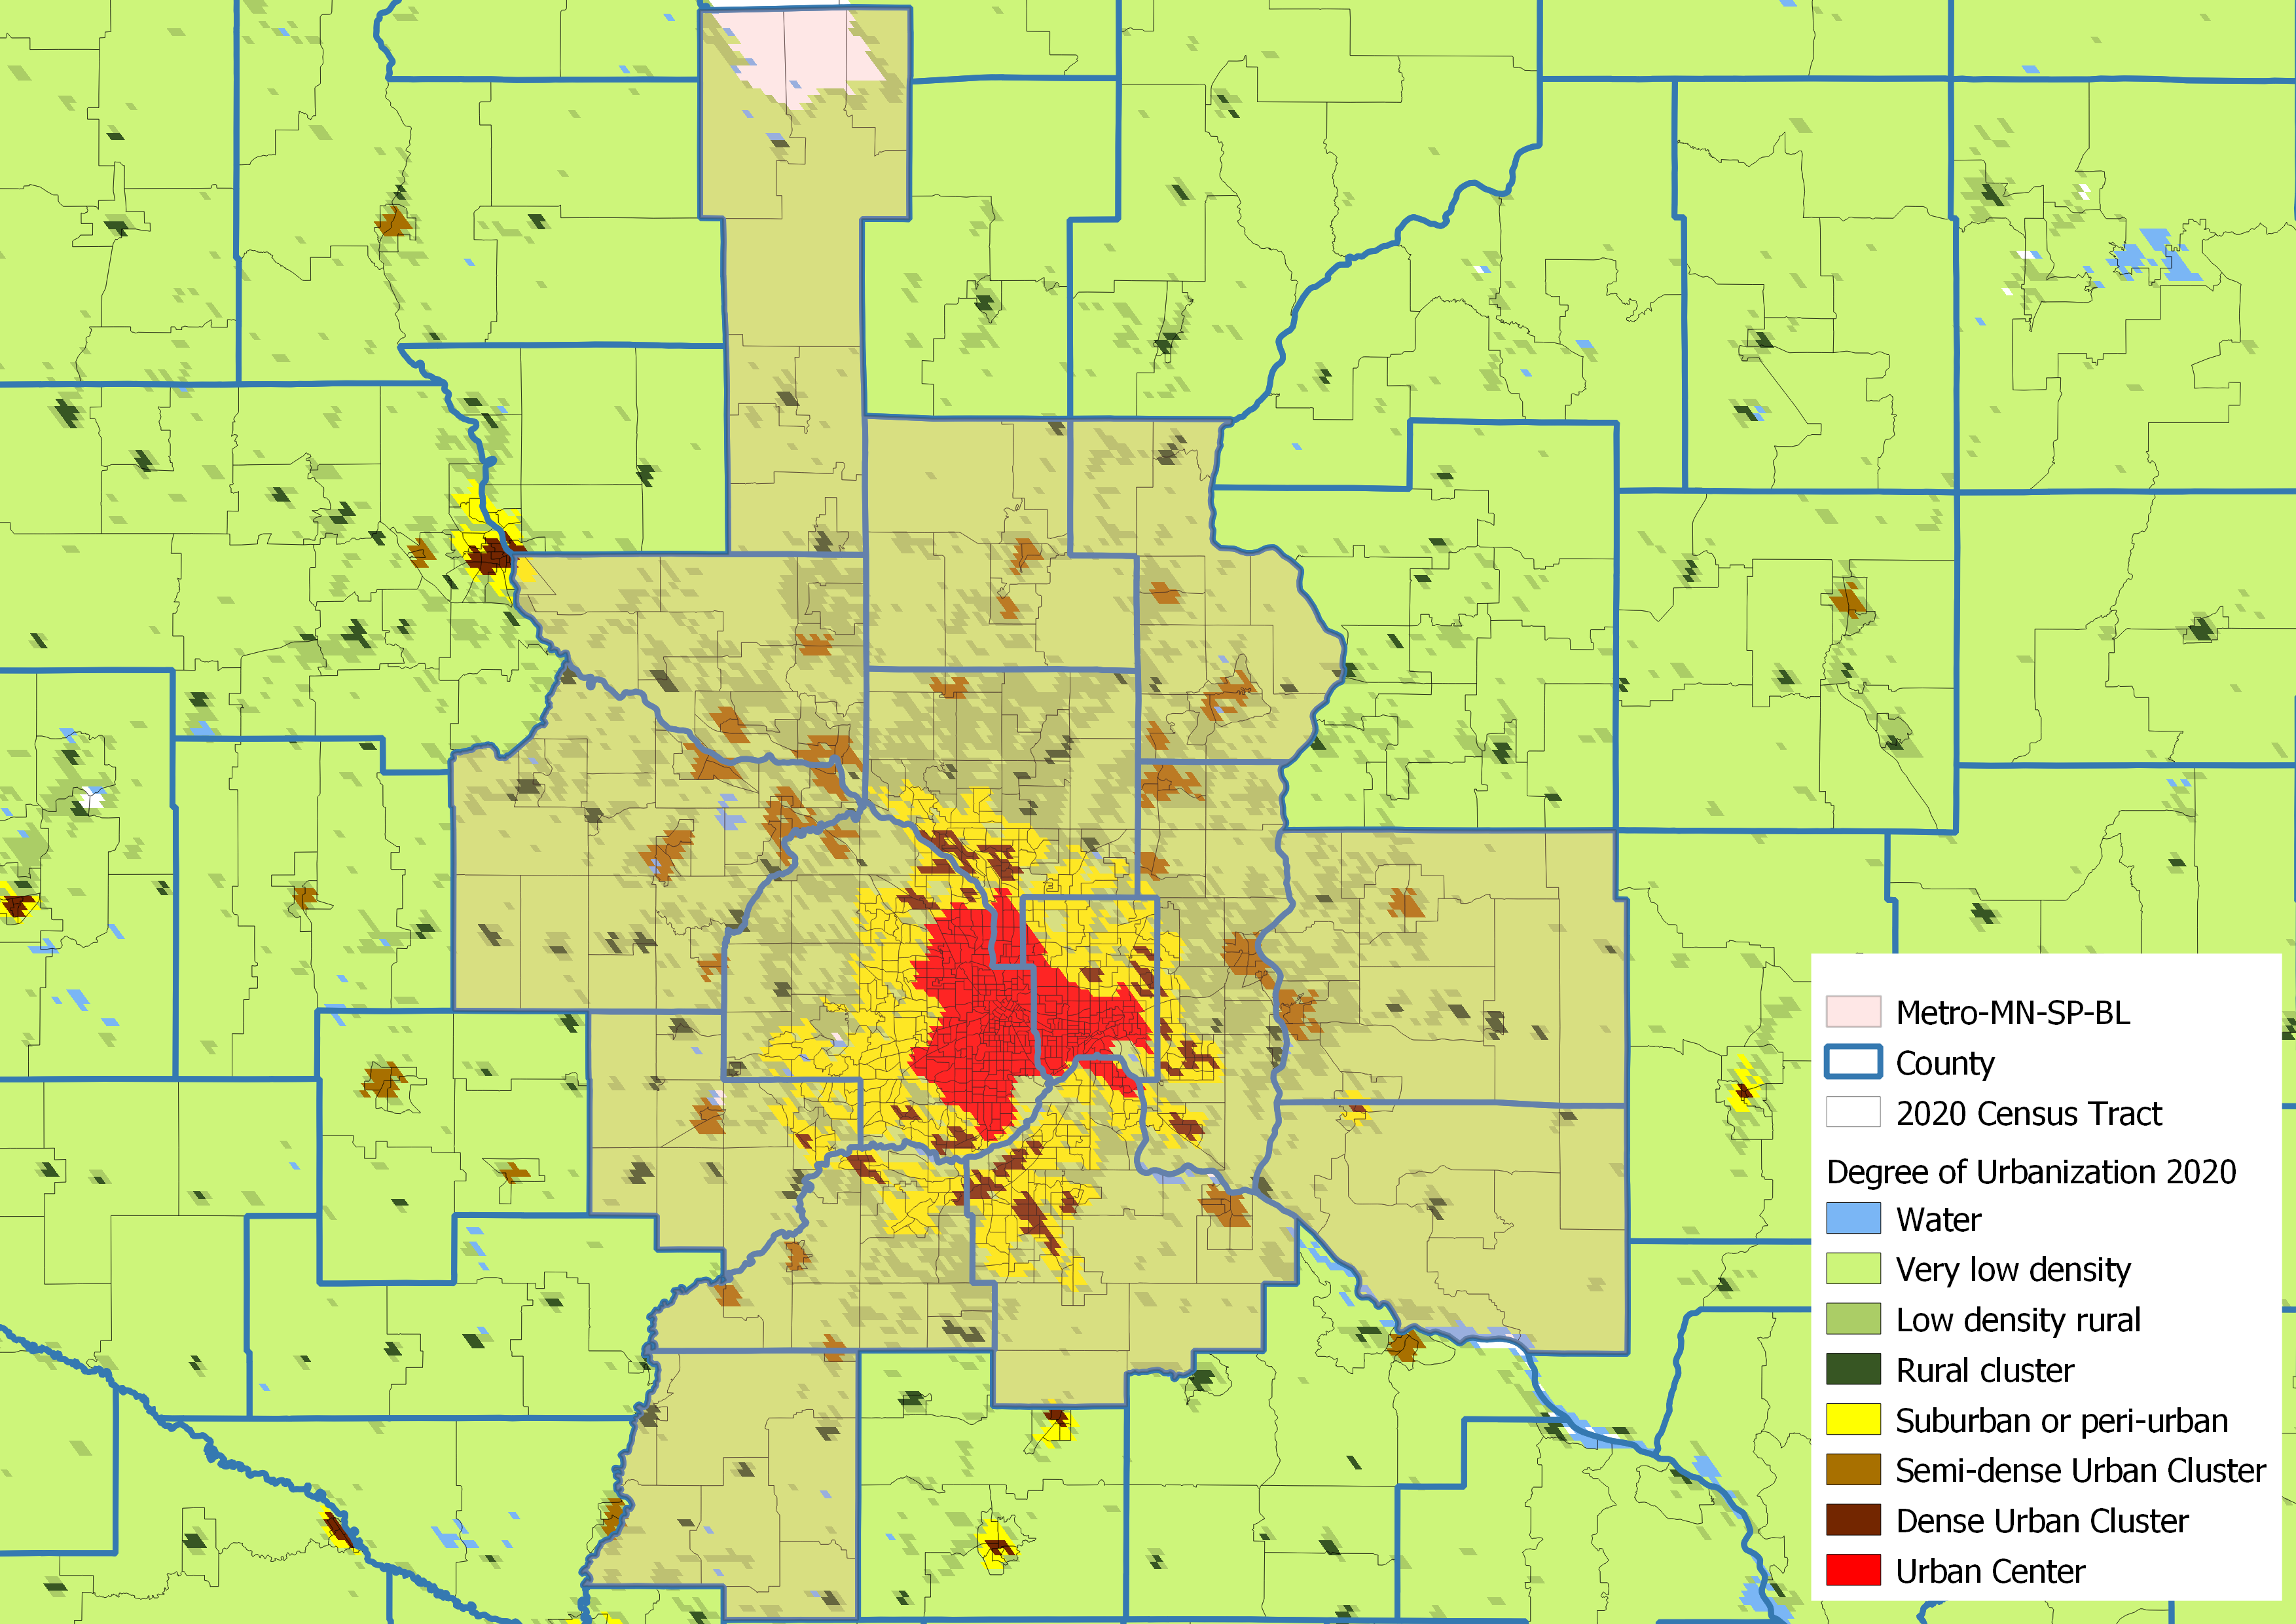 Metro-MN-SP-BL
County
2020 Census Tract
Degree of Urbanization 2020
Water
Very low density
Low density rural
Rural cluster
Suburban or peri-urban
Semi-dense Urban Cluster
Dense Urban Cluster
Urban Center